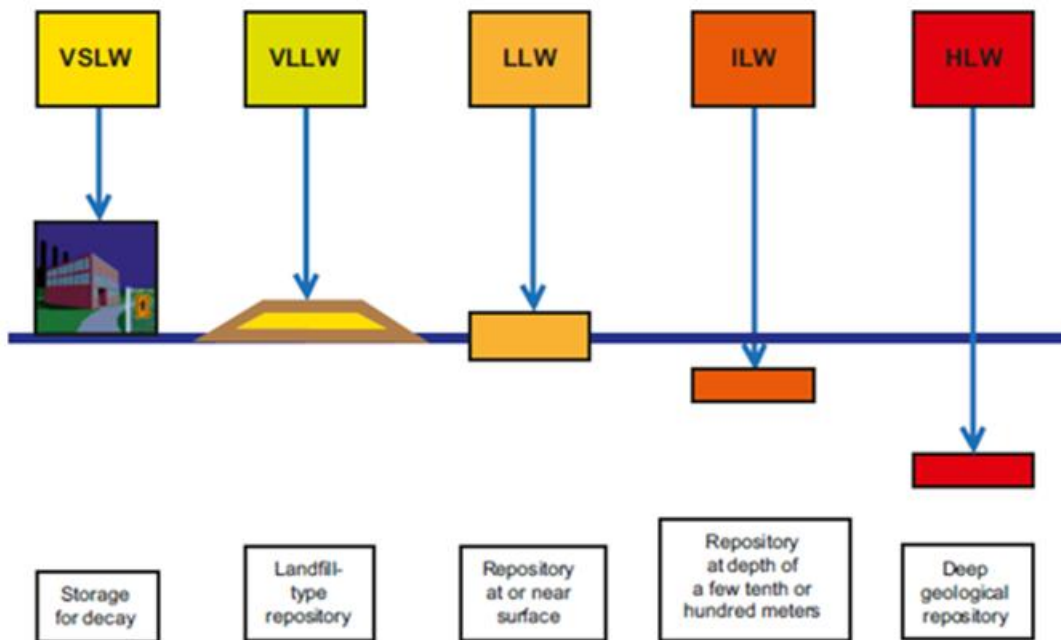 VSLW
VLLW
LLW
ILW
HLW
Storage
for decay
Landfill-
type
repository
Repository
at or near
surface
Repository
at depth of
a few tenth or
hundred meters
Deep
geological
repository